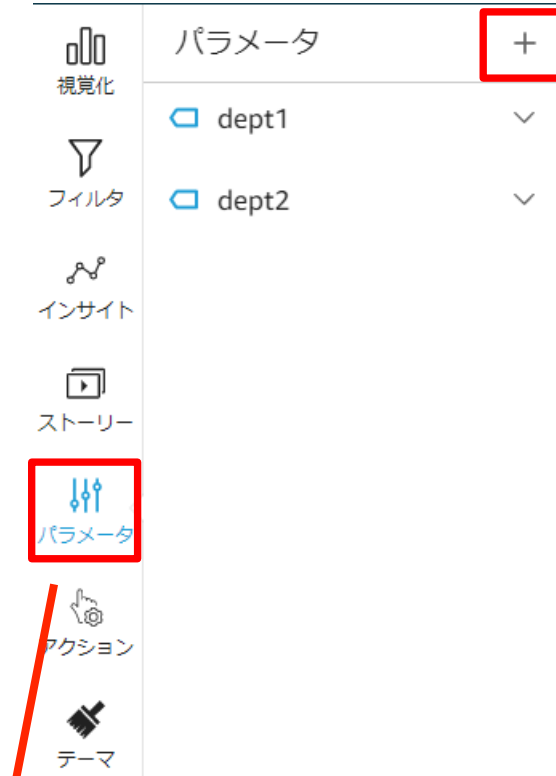 視覚化
フィルタ
インサイト
ストーリー
パラメータ
アクション
テーマ
パラメータ
dept1
dept2